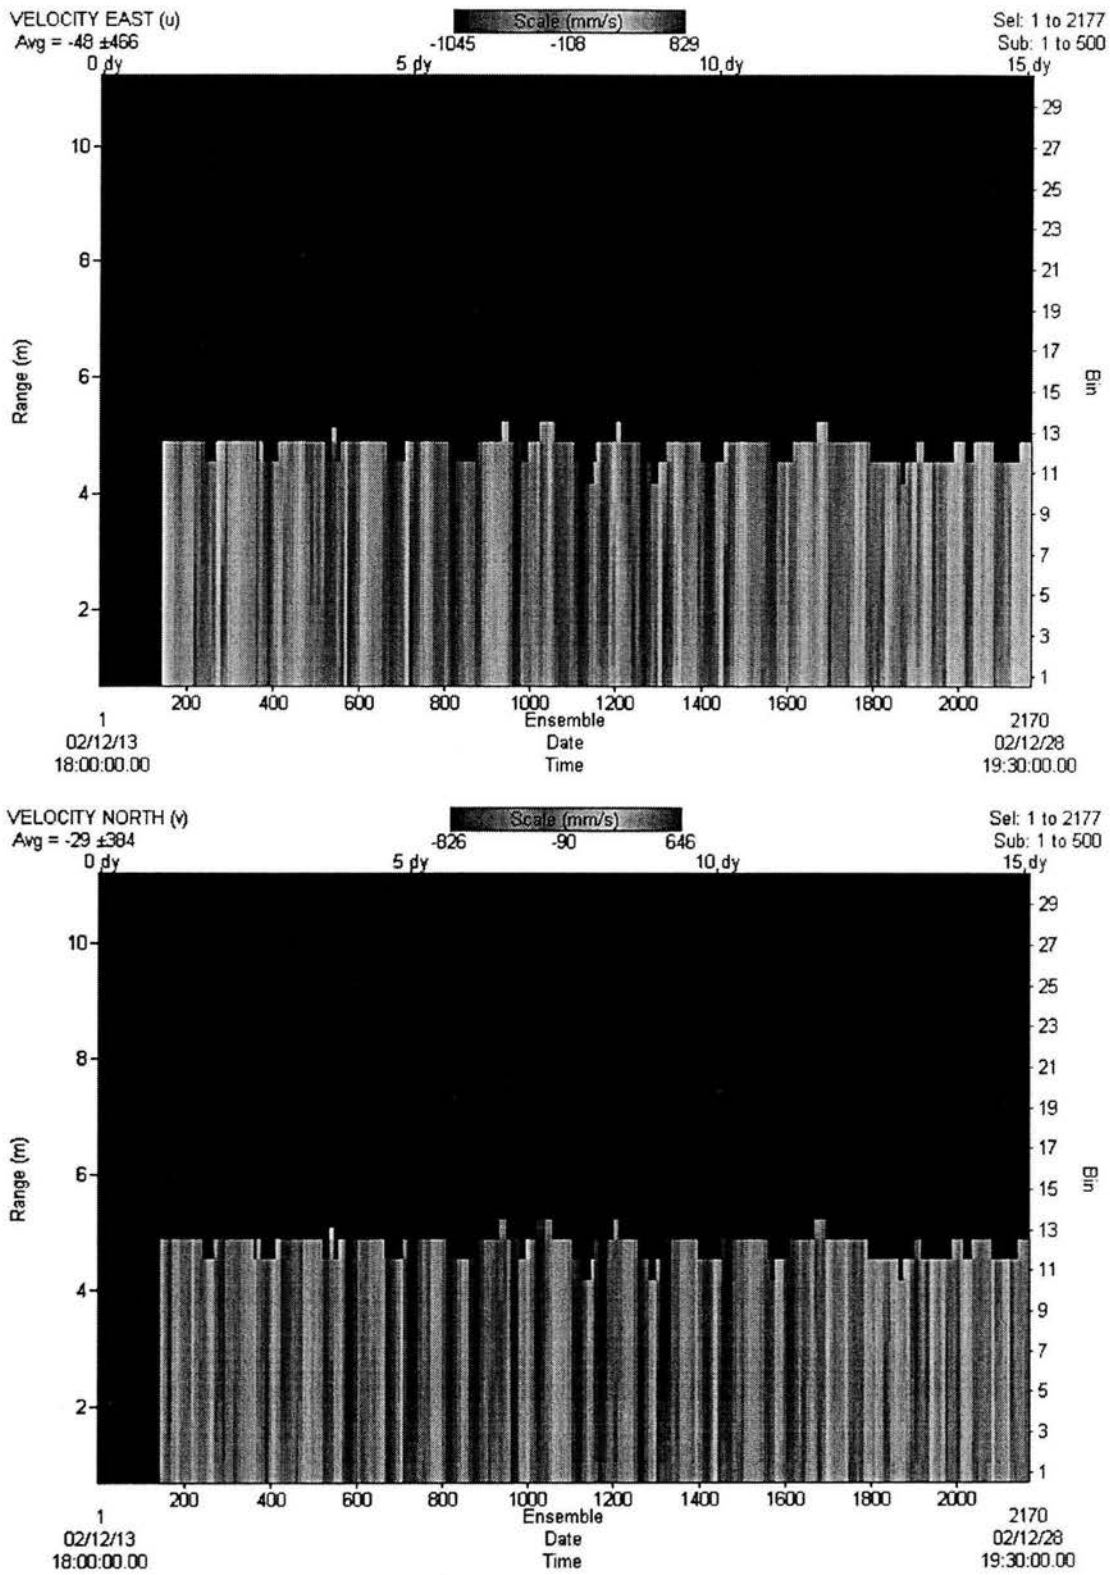 VELOCITY EAST (u)
Scale (mm/s)
Sel: 1 to 2177
Avg = -48 ±466
-1045 -108 829
Sub: 1 to 500
0 dy 5 dy 10 dy 15 dy
Range (m)
10
8
6
4
2
29
27
25
23
21
19
17
15
13
11
9
7
5
3
1
Bin
200 400 600 800 1000 1200 1400 1600 1800 2000
1 Ensemble 2170
02/12/13 Date 02/12/28
18:00:00.00 Time 19:30:00.00
VELOCITY NORTH (v)
Scale (mm/s)
Sel: 1 to 2177
Avg = -29 ±384
-826 -90 646
Sub: 1 to 500
0 dy 5 dy 10 dy 15 dy
Range (m)
10
8
6
4
2
29
27
25
23
21
19
17
15
13
11
9
7
5
3
1
Bin
200 400 600 800 1000 1200 1400 1600 1800 2000
1 Ensemble 2170
02/12/13 Date 02/12/28
18:00:00.00 Time 19:30:00.00